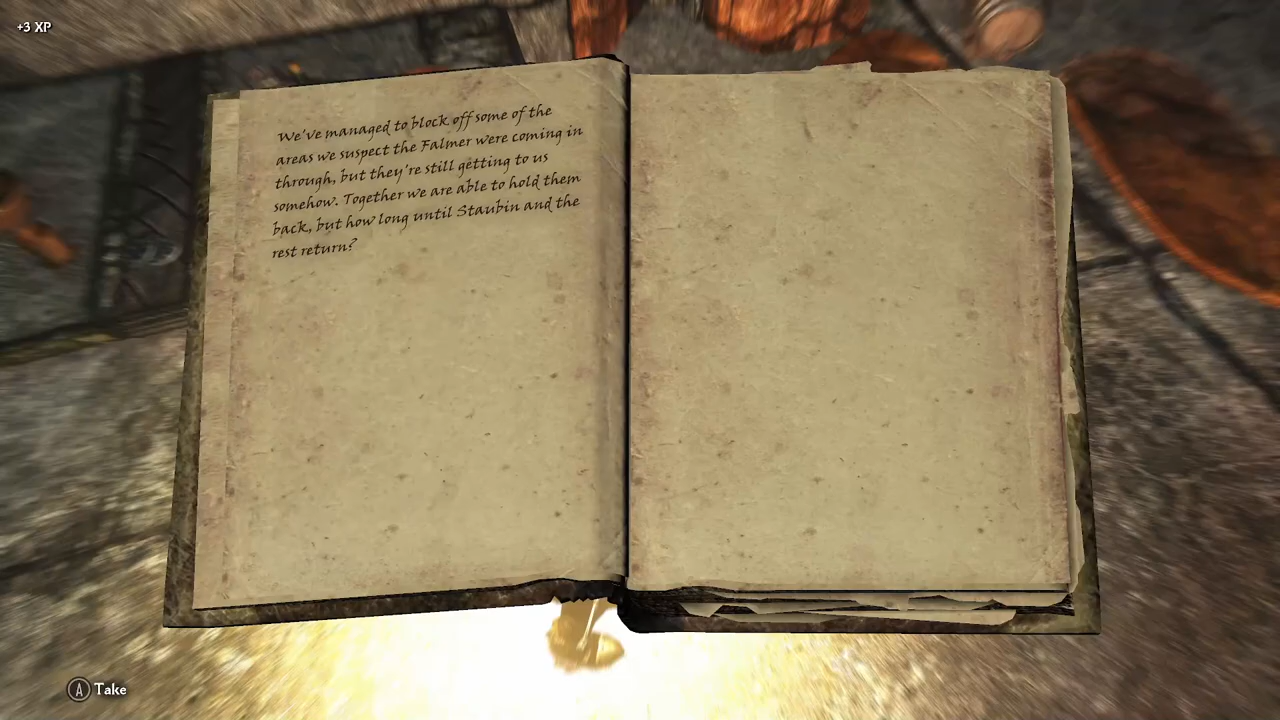 +3 XP
We've managed to block off some of the
areas we suspect the Falmer were coming in
through, but they're still getting to us
somehow. Together we are able to hold them
back, but how long until Staubin and the
rest return?
A Take